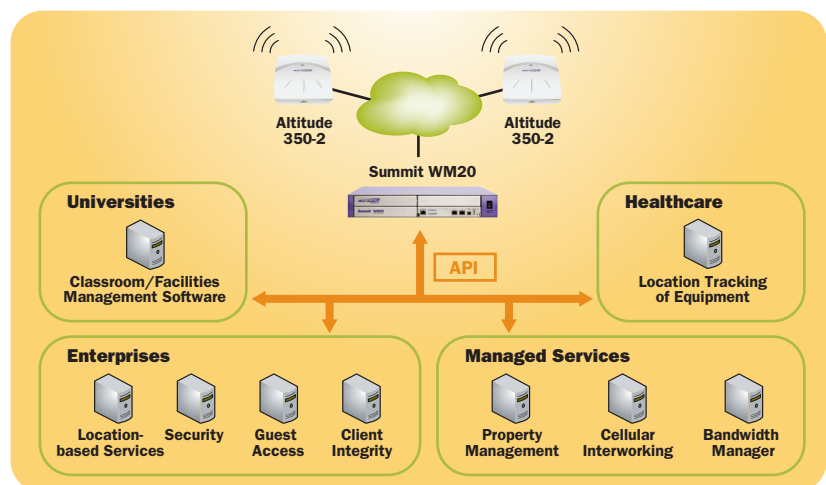 Altitude
350-2
Altitude
350-2
Summit WM20
Universities
Classroom/Facilities
Management Software
Healthcare
Location Tracking
of Equipment
API
Enterprises
Location-
based Services
Security
Guest
Access
Client
Integrity
Managed Services
Property
Management
Cellular
Interworking
Bandwidth
Manager